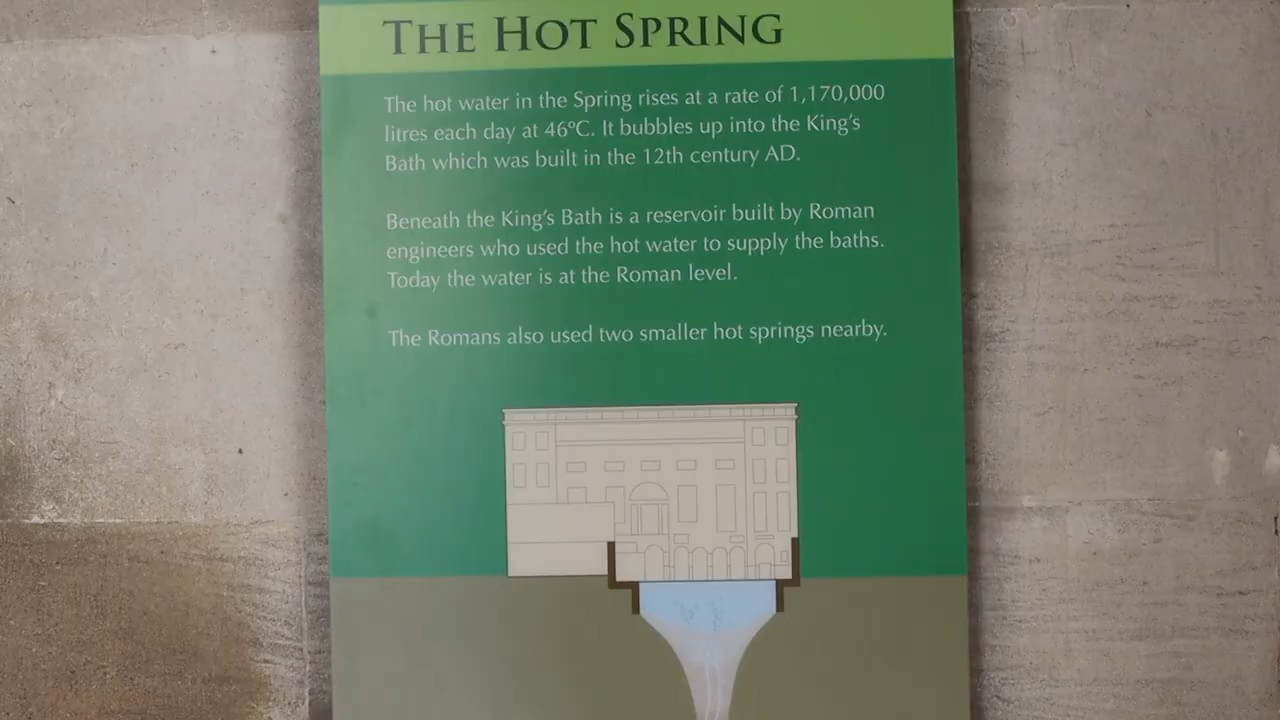 THE HOT SPRING
The hot water in the Spring rises at a rate of 1,170,000
litres each day at 46ºC. It bubbles up into the King's
Bath which was built in the 12th century AD.
Beneath the King's Bath is a reservoir built by Roman
engineers who used the hot water to supply the baths.
Today the water is at the Roman level.
The Romans also used two smaller hot springs nearby.